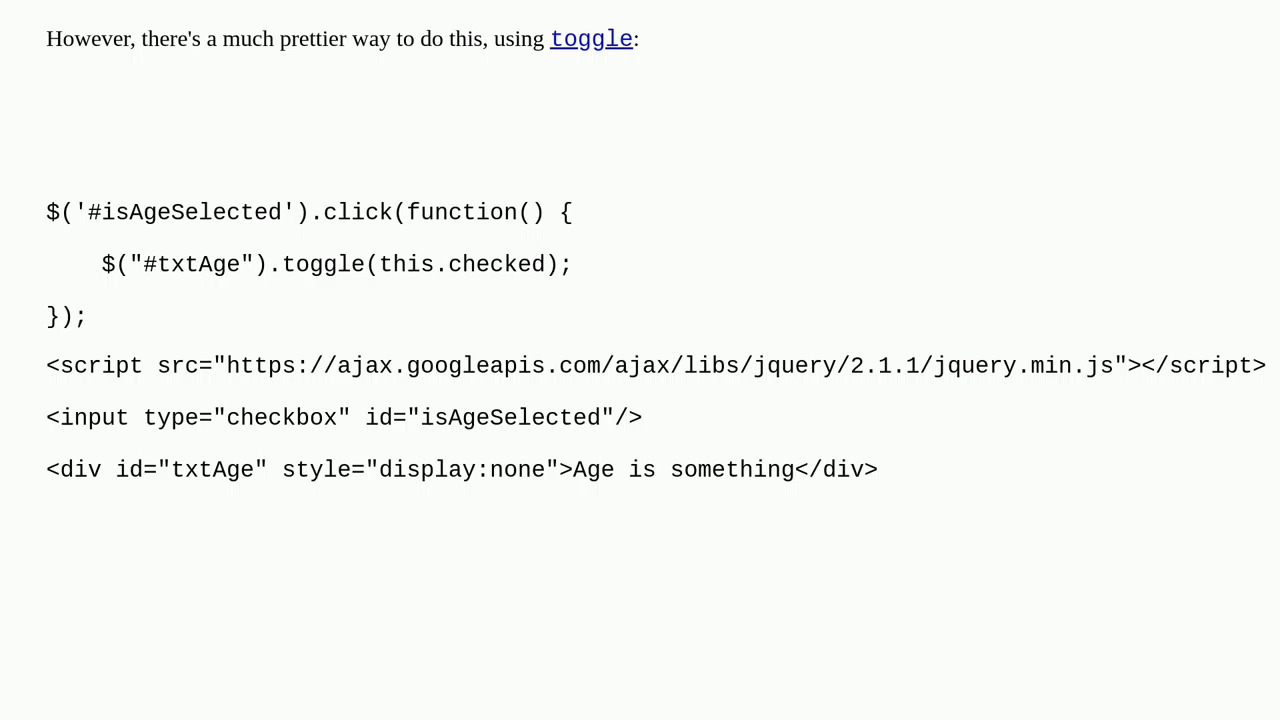 However, there's a much prettier way to do this, using toggle:
$('#isAgeSelected').click(function() {
    $("#txtAge").toggle(this.checked);
});
<script src="https://ajax.googleapis.com/ajax/libs/jquery/2.1.1/jquery.min.js"></script>
<input type="checkbox" id="isAgeSelected"/>
<div id="txtAge" style="display:none">Age is something</div>